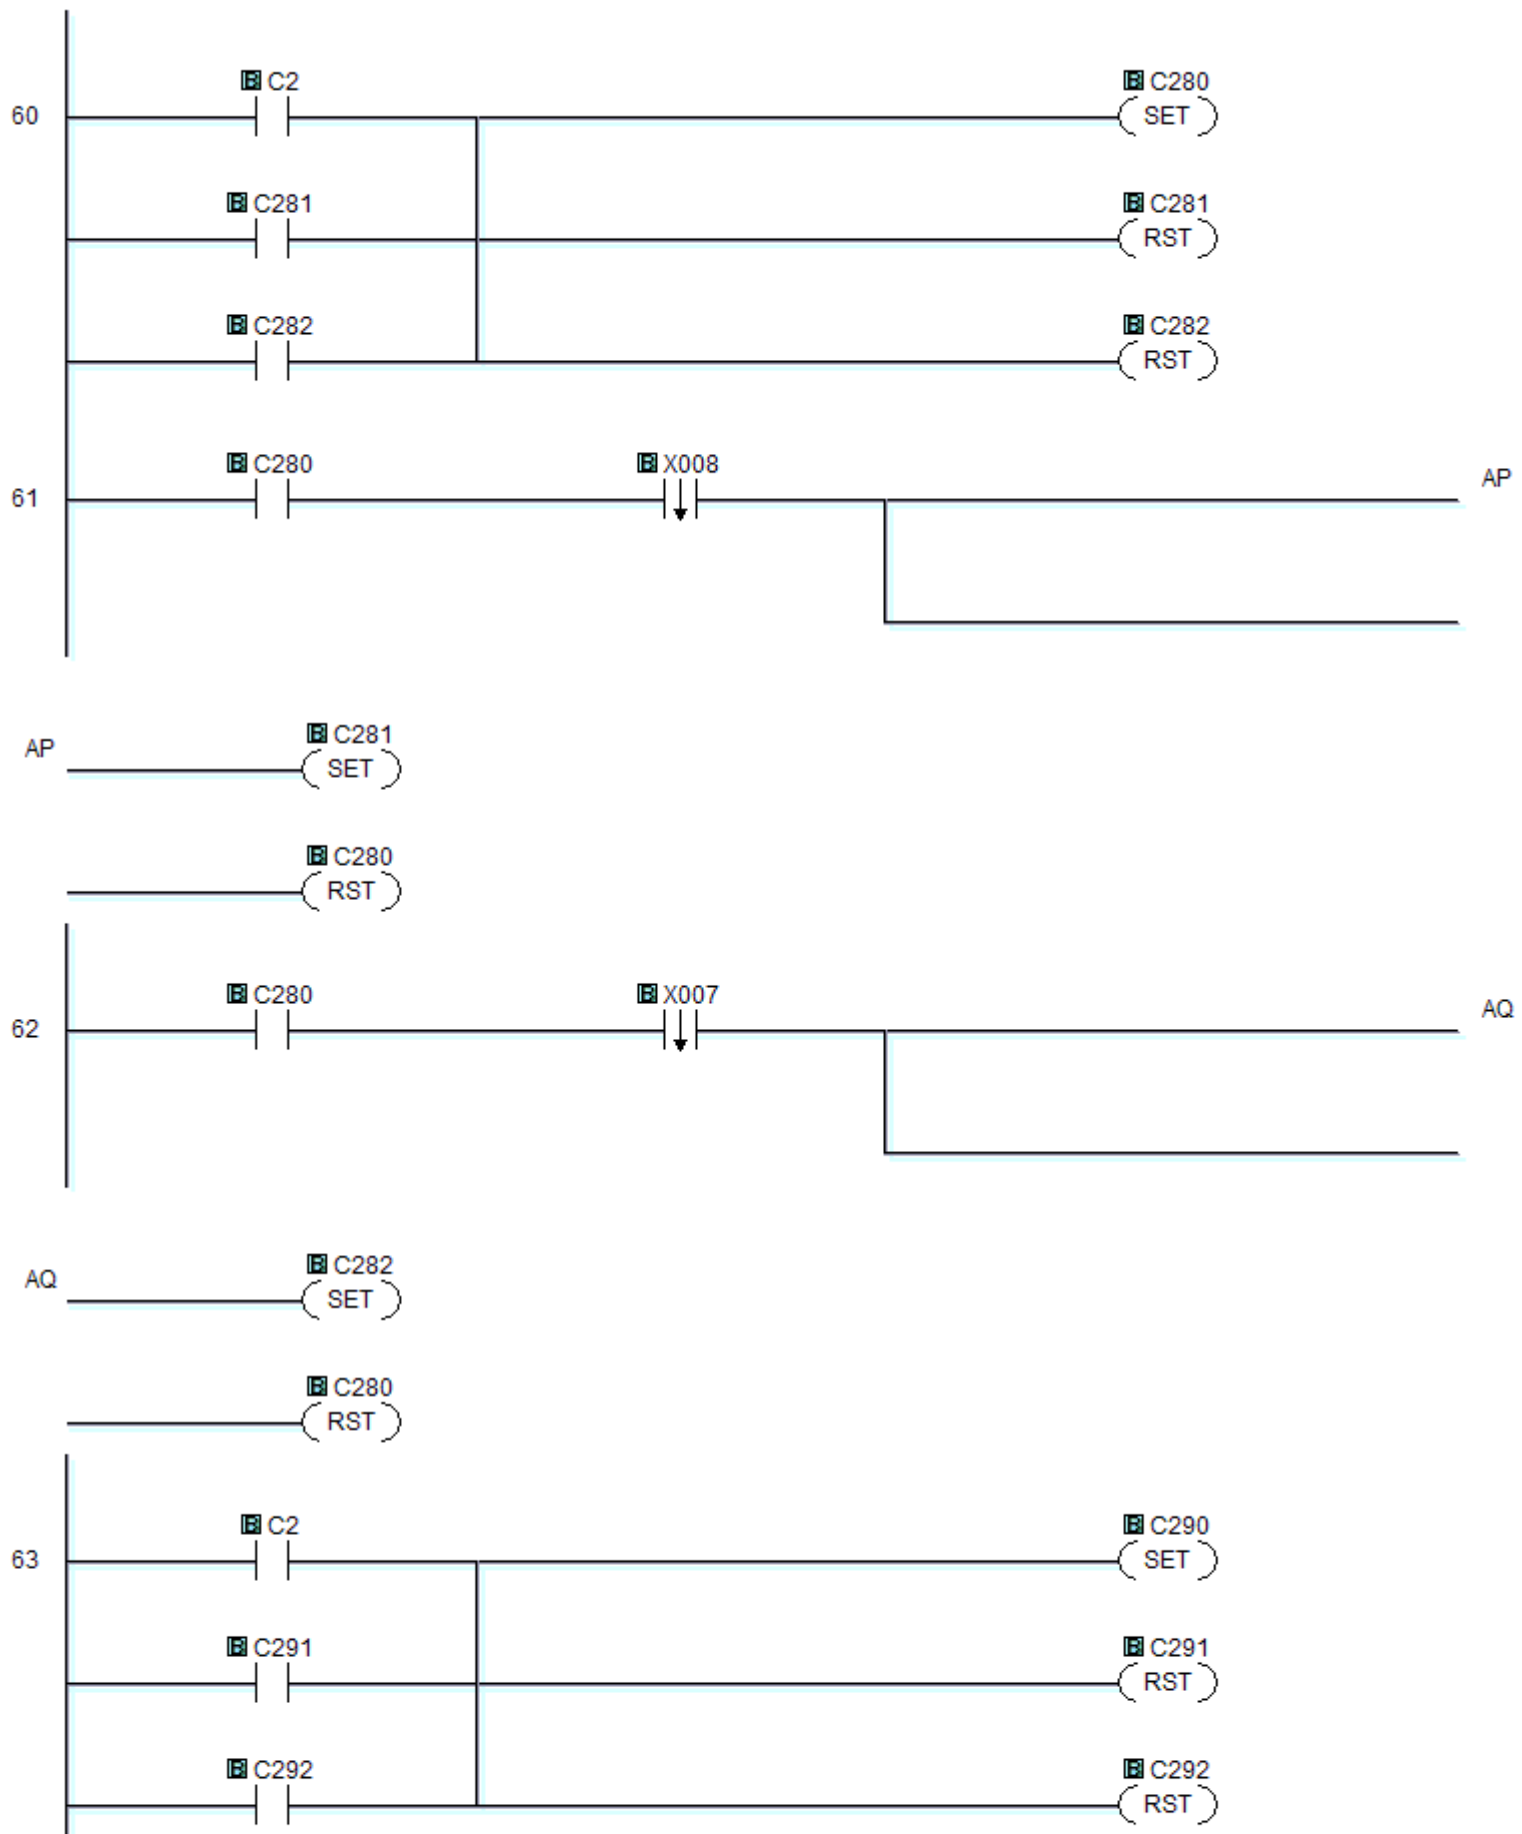 B C2 B C280
60 SET
B C281 B C281
RST
B C282 B C282
RST
B C280 B X008 AP
61
AP B C281
SET
B C280
RST
B C280 B X007 AQ
62
AQ B C282
SET
B C280
RST
B C2 B C290
63 SET
B C291 B C291
RST
B C292 B C292
RST